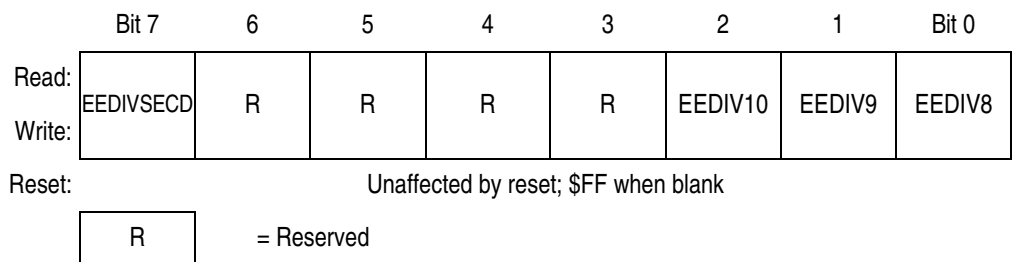 Bit 7 6 5 4 3 2 1 Bit 0
Read:
EEDIVSECD R R R R EEDIV10 EEDIV9 EEDIV8
Write:
Reset: Unaffected by reset; $FF when blank
R = Reserved